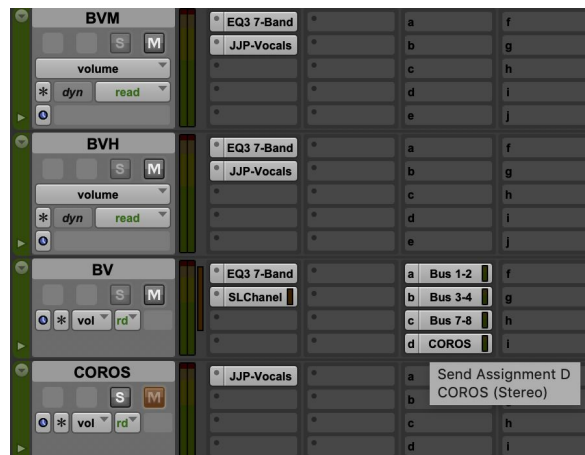 BVM
EQ3 7-Band
a
f
S M
JJP-Vocals
b
g
volume
c
h
* dyn read
d
i
e
j
BVH
EQ3 7-Band
a
f
S M
JJP-Vocals
b
g
volume
c
h
* dyn read
d
i
e
j
BV
EQ3 7-Band
a Bus 1-2
f
S M
SLChanel
b Bus 3-4
g
* vol rd
c Bus 7-8
h
d COROS
i
COROS
JJP-Vocals
a
Send Assignment D
COROS (Stereo)
S M
b
* vol rd
c
h
d
i